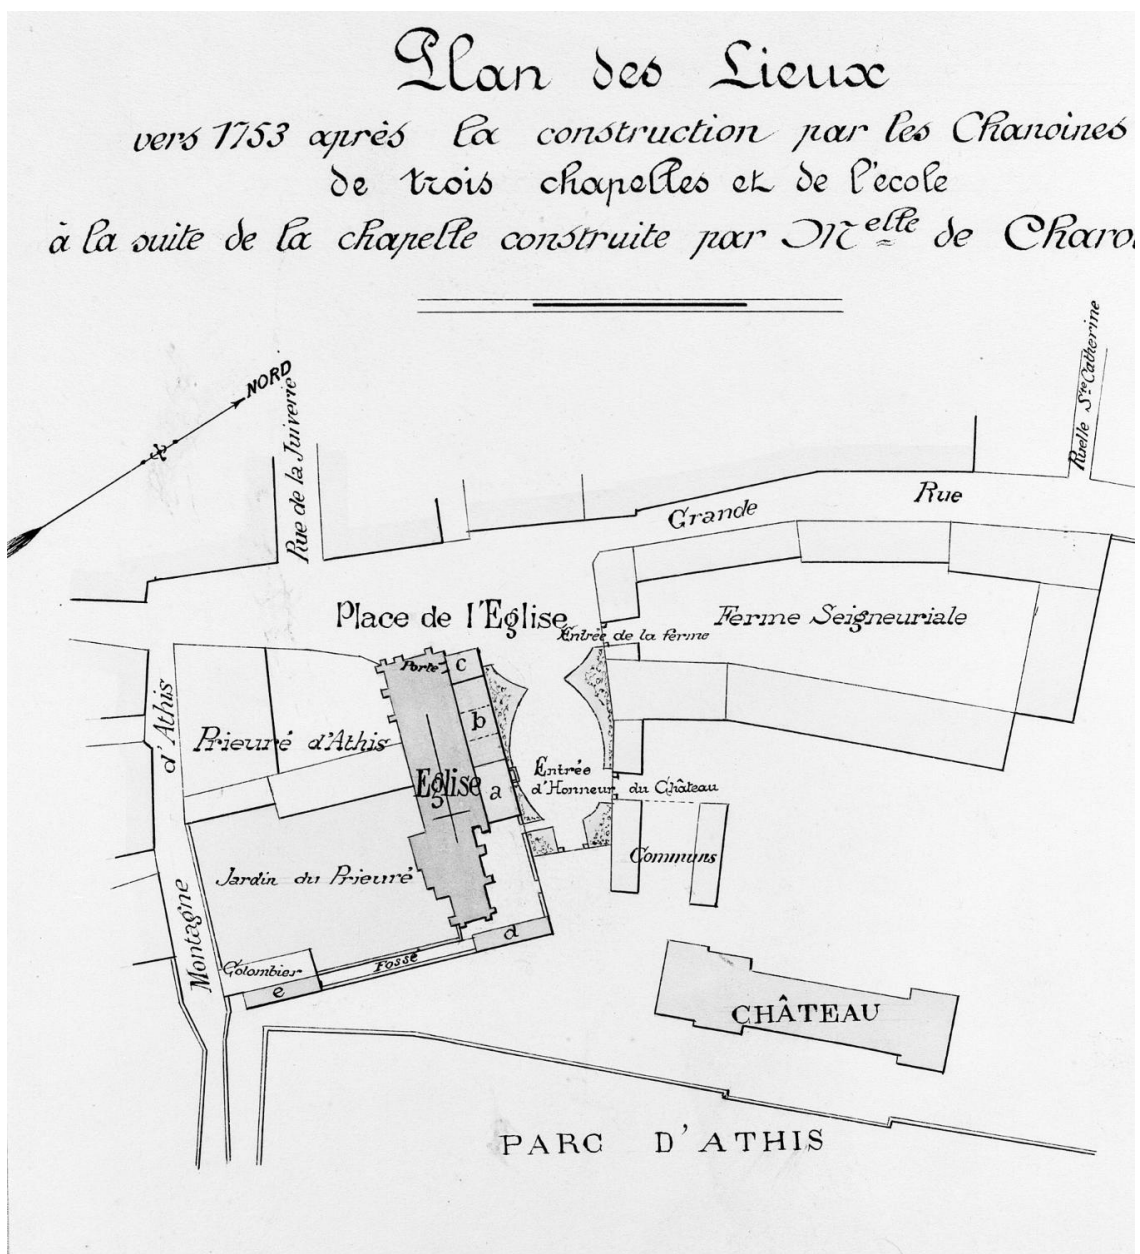 Plan des Lieux
vers 1753 après la construction par les Chanoines
de trois chapelles et de l'école
à la suite de la chapelle construite par Melle de
NORD
Rue de la Juiverie
Ruelle Ste Catherine
Grande Rue
Place de l'Eglise
Entrée de la ferme
Ferme Seigneuriale
Porte
c
b
a
Prieuré d'Athis
Eglise
Entrée
d'Honneur du Château
Communs
Jardin du Prieuré
Montagne d'Athis
Colombier
e
Fossé
d
CHÂTEAU
PARC D'ATHIS